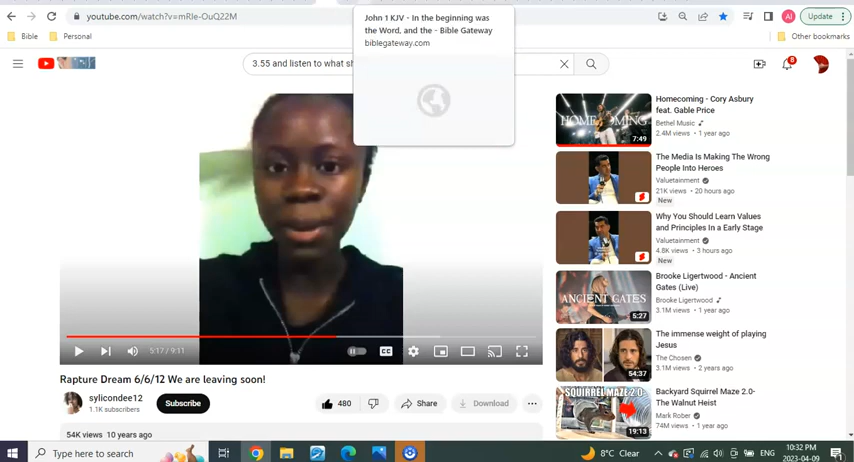 youtube.com/watch?v=mRIe-OuQ22M
AI
Update
Bible
Personal
Other bookmarks
John 1 KJV - In the beginning was
the Word, and the - Bible Gateway
biblegateway.com
3.55 and listen to what sh
8
HOMECOMING
7:49
Homecoming - Cory Asbury
feat. Gable Price
Bethel Music
2.4M views • 1 year ago
The Media Is Making The Wrong
People Into Heroes
Valuetainment
21K views • 20 hours ago
New
Why You Should Learn Values
and Principles In a Early Stage
Valuetainment
4.8K views • 3 hours ago
New
ANCIENT GATES
5:27
Brooke Ligertwood - Ancient
Gates (Live)
Brooke Ligertwood
3.1M views • 1 year ago
54:37
The immense weight of playing
Jesus
The Chosen
3.1M views • 2 years ago
SQUIRREL MAZE 2.0
19:13
Backyard Squirrel Maze 2.0-
The Walnut Heist
Mark Rober
74M views • 1 year ago
5:17 / 9:11
CC
Rapture Dream 6/6/12 We are leaving soon!
sylicondee12
1.1K subscribers
Subscribe
480
Share
Download
54K views 10 years ago
Type here to search
8°C Clear
ENG
10:32 PM
2023-04-09
1